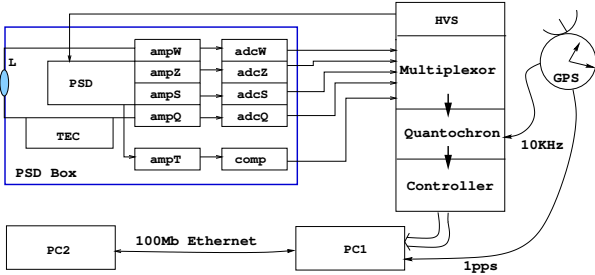 HVS
ampW adcW
L
ampZ adcZ
PSD
Multiplexor
GPS
ampS adcS
ampQ adcQ
TEC
Quantochron
10KHz
ampT comp
PSD Box
Controller
100Mb Ethernet
PC2
PC1
1pps